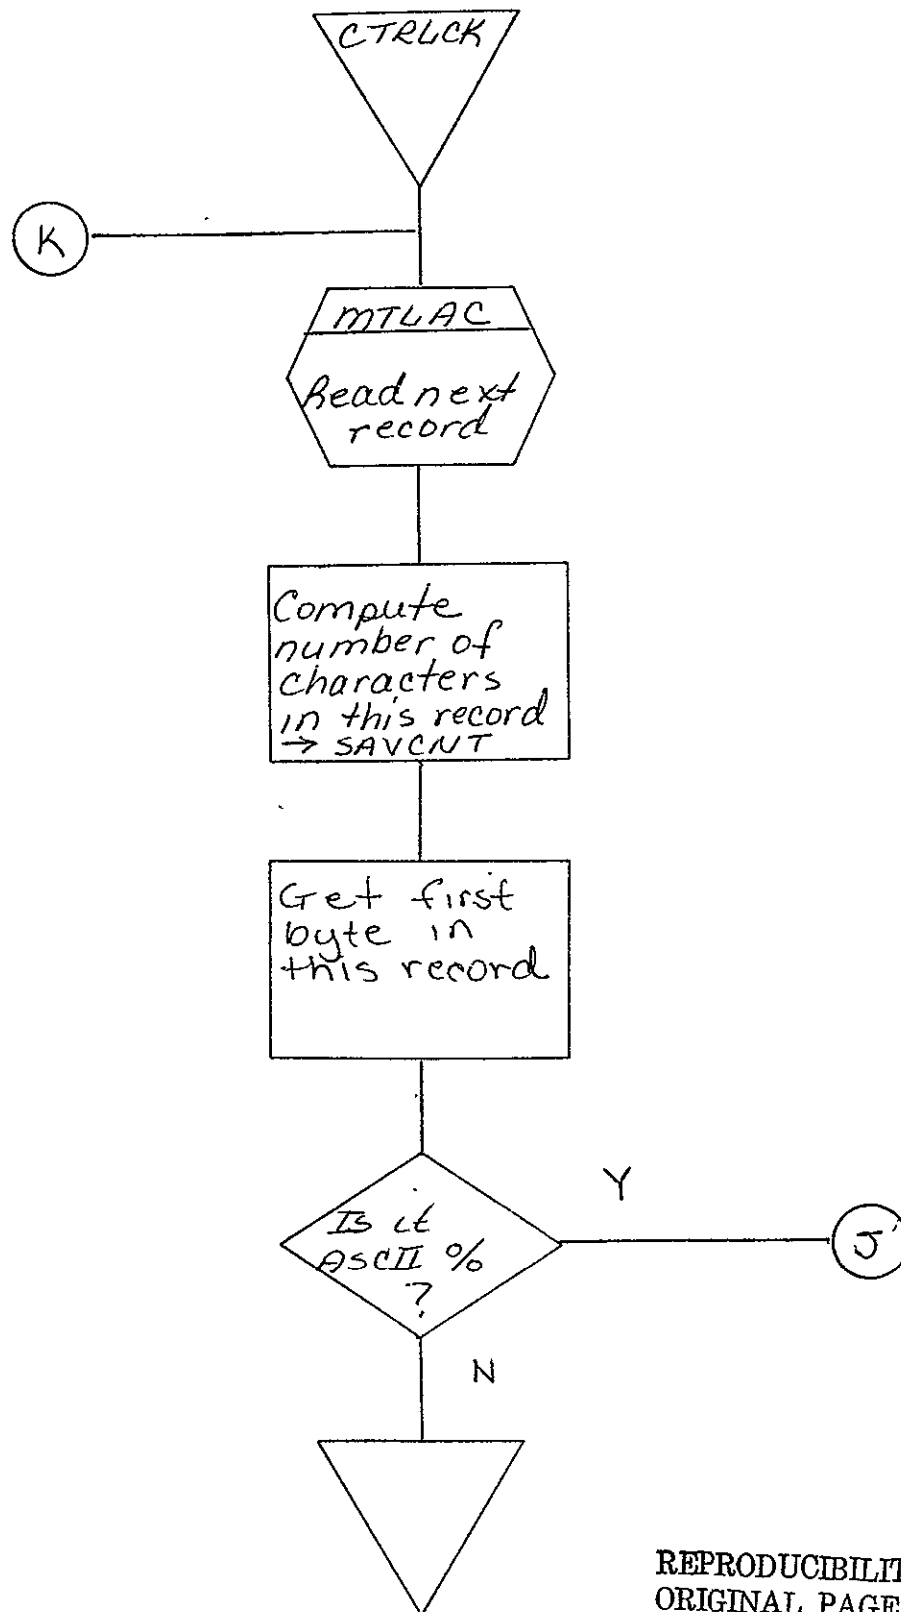 CTRLCK
K
MTLAC
Read next
record
Compute
number of
characters
in this record
→ SAVCNT
Get first
byte in
this record
Is it
ASCII %
?
Y
J
N
REPRODUCIBILIT
ORIGINAL PAGE